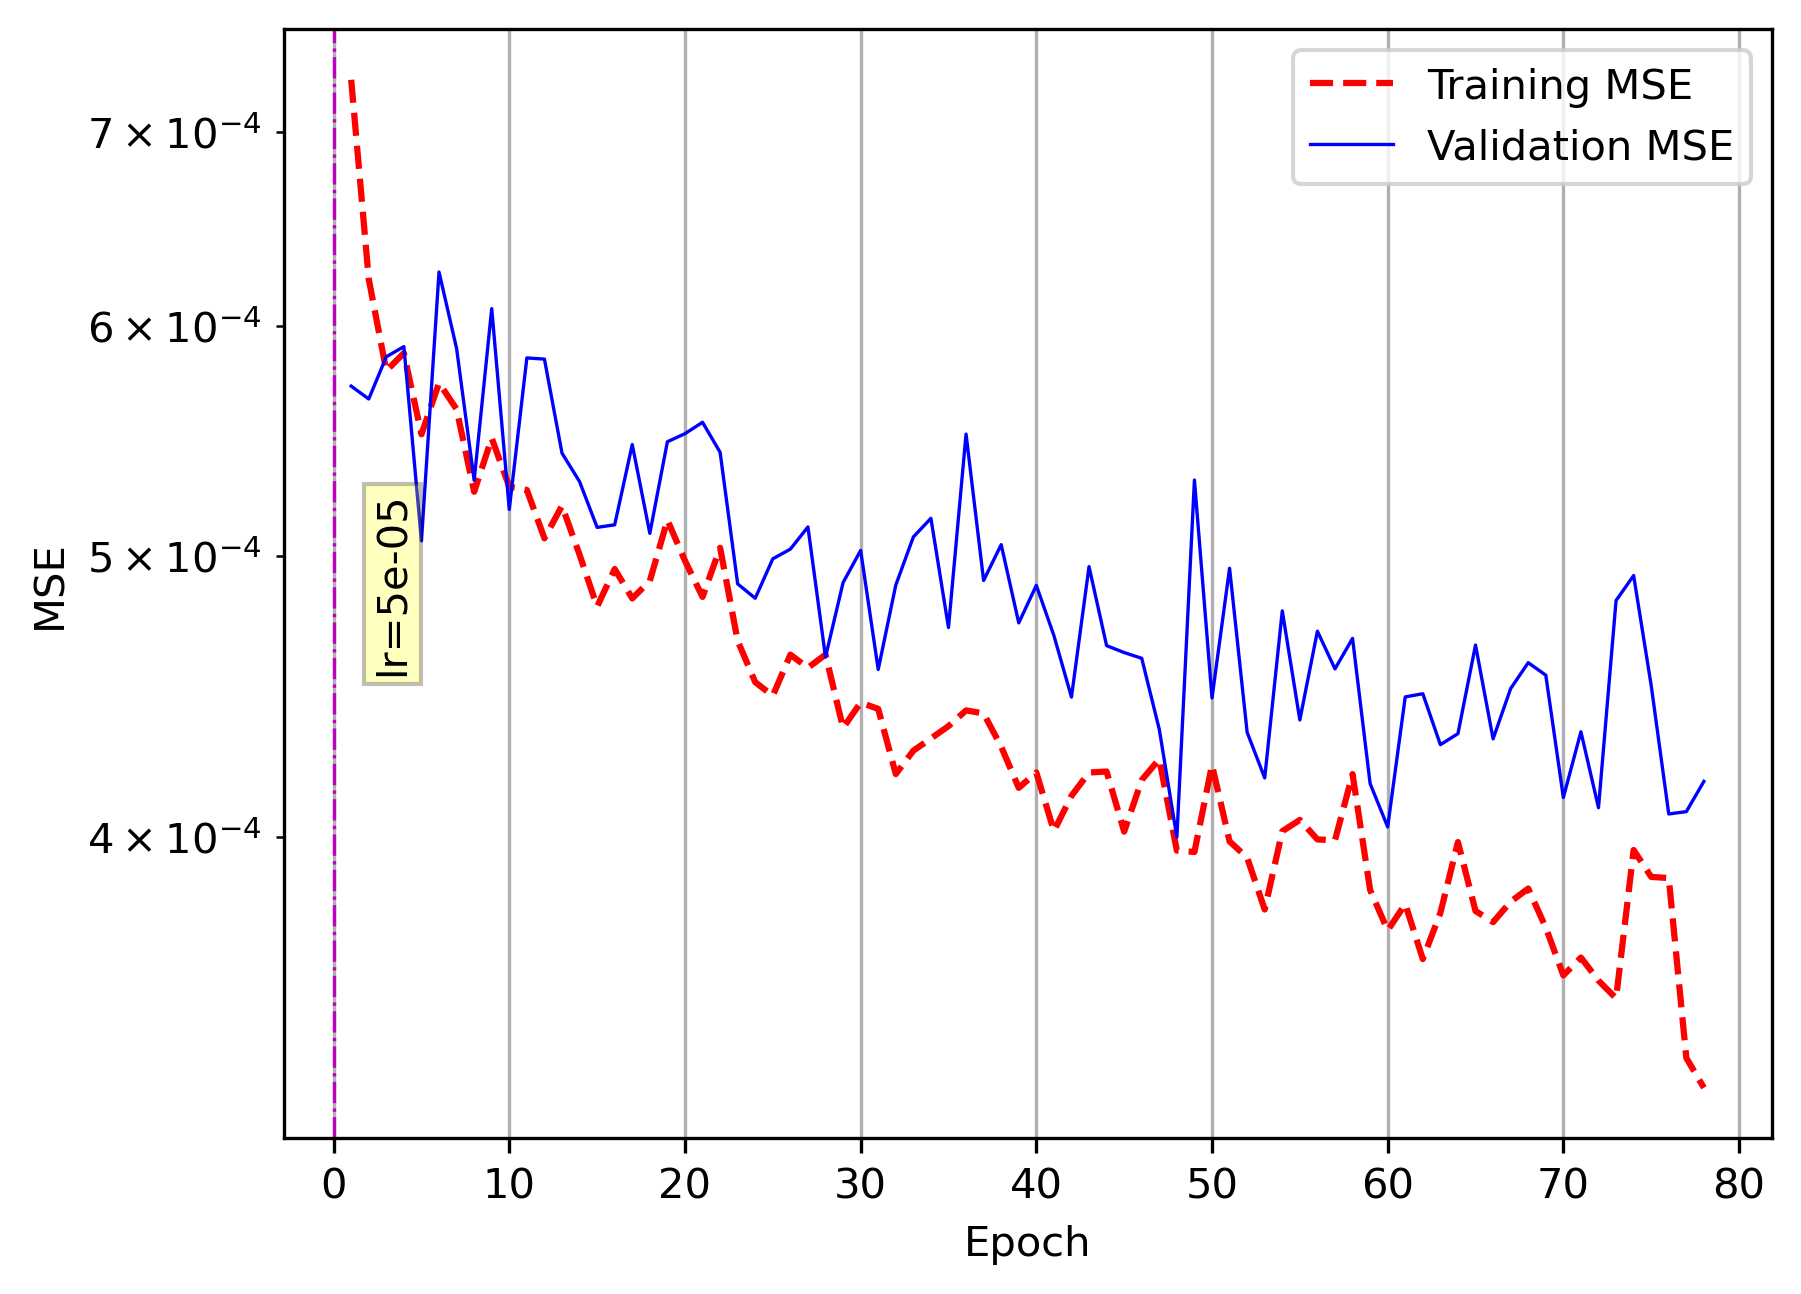 Training MSE
Validation MSE
7×10⁻⁴
6×10⁻⁴
5×10⁻⁴
4×10⁻⁴
MSE
lr=5e-05
0 10 20 30 40 50 60 70 80
Epoch